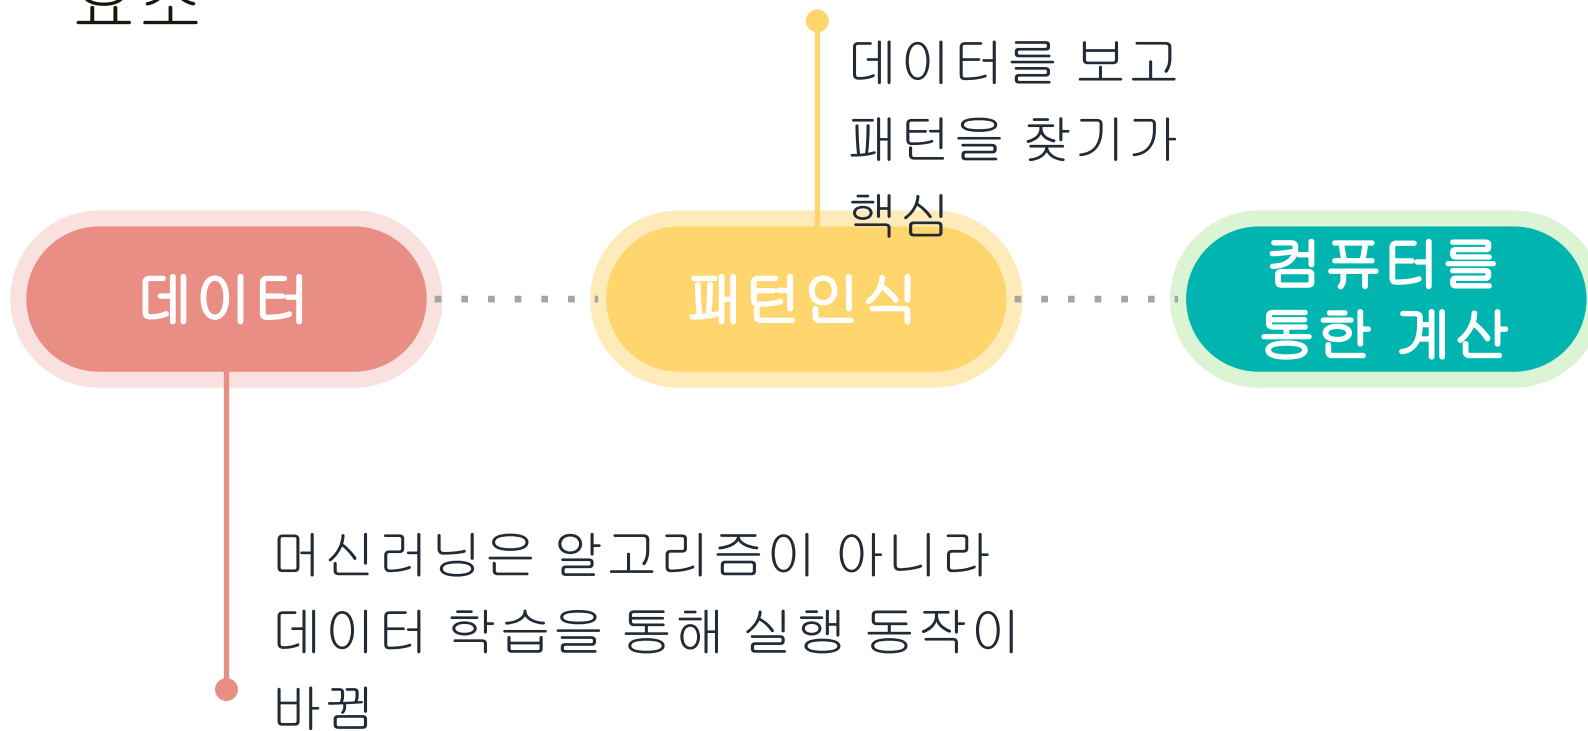 요소
데이터를 보고
패턴을 찾기가
핵심
데이터
패턴인식
컴퓨터를
통한 계산
머신러닝은 알고리즘이 아니라
데이터 학습을 통해 실행 동작이
바뀜